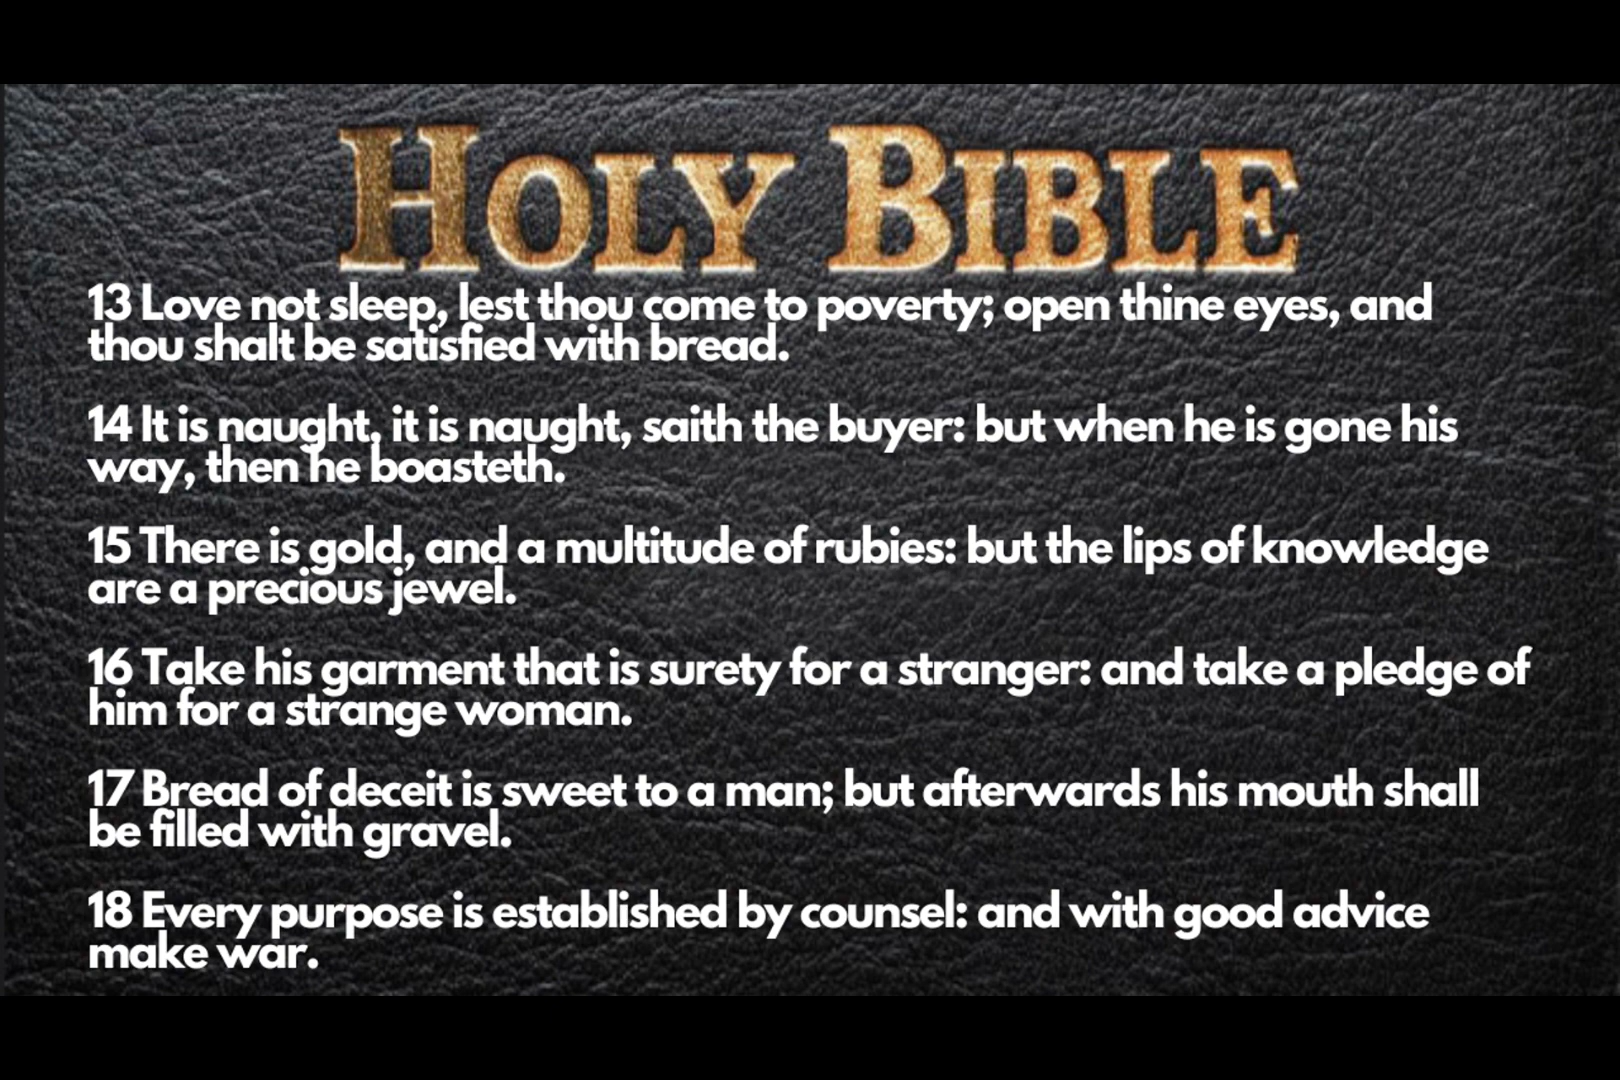 HOLY BIBLE
13 Love not sleep, lest thou come to poverty; open thine eyes, and
thou shalt be satisfied with bread.
14 It is naught, it is naught, saith the buyer: but when he is gone his
way, then he boasteth.
15 There is gold, and a multitude of rubies: but the lips of knowledge
are a precious jewel.
16 Take his garment that is surety for a stranger: and take a pledge of
him for a strange woman.
17 Bread of deceit is sweet to a man; but afterwards his mouth shall
be filled with gravel.
18 Every purpose is established by counsel: and with good advice
make war.